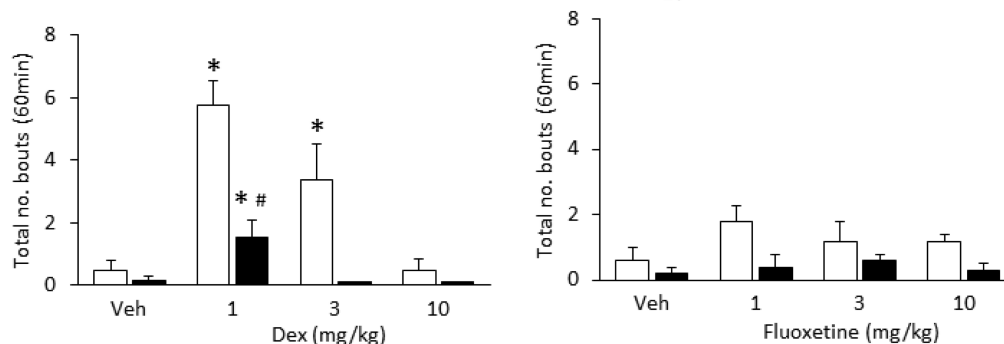 Total no. bouts (60min)
8
6
4
2
0
*
*
* #
Veh 1 3 10
Dex (mg/kg)
Total no. bouts (60min)
8
6
4
2
0
Veh 1 3 10
Fluoxetine (mg/kg)